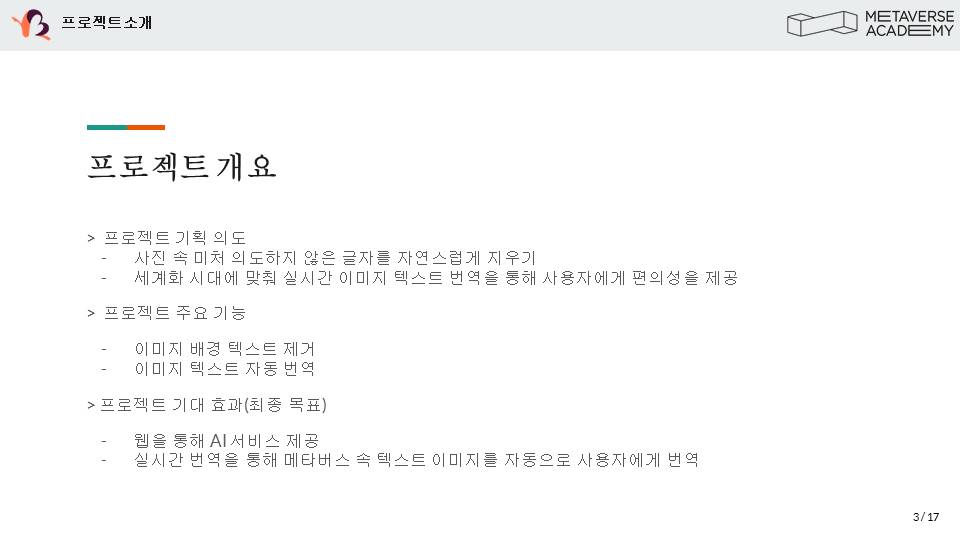 프로젝트소개
METAVERSE
ACADEMY
프로젝트 개요
> 프로젝트 기획 의도
- 사진 속 미처 의도하지 않은 글자를 자연스럽게 지우기
- 세계화 시대에 맞춰 실시간 이미지 텍스트 번역을 통해 사용자에게 편의성을 제공
> 프로젝트 주요 기능
- 이미지 배경 텍스트 제거
- 이미지 텍스트 자동 번역
> 프로젝트 기대 효과(최종 목표)
- 웹을 통해 AI 서비스 제공
- 실시간 번역을 통해 메타버스 속 텍스트 이미지를 자동으로 사용자에게 번역
3 / 17